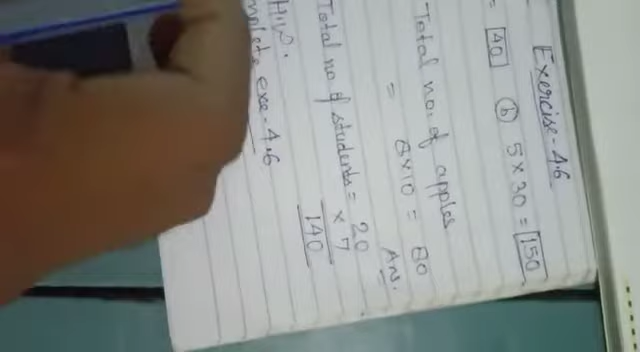 Exercise-4.6
= 40 (b) 5 × 30 = 150
Total no. of apples
= 8×10 = 80 Ans.
Total no of students = 20
× 7
140
H.W.
exe-4.6